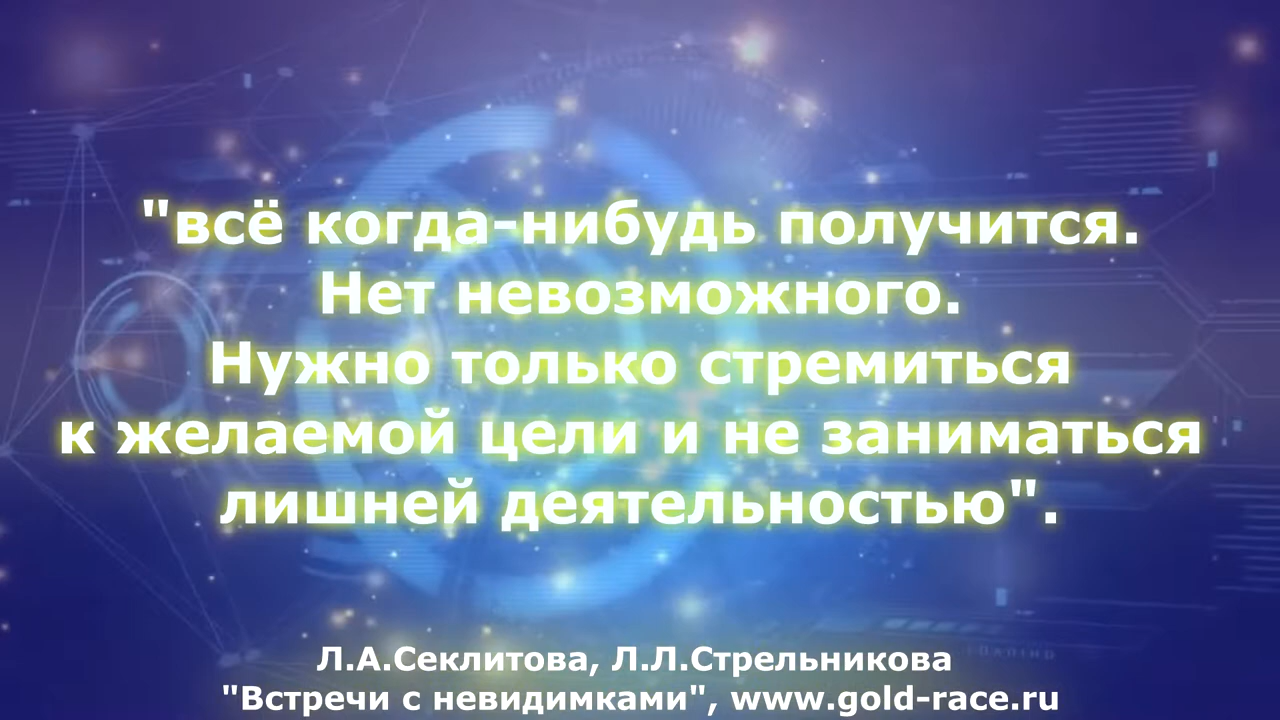 "всё когда-нибудь получится.
Нет невозможного.
Нужно только стремиться
к желаемой цели и не заниматься
лишней деятельностью".
LOADING
Л.А.Секлитова, Л.Л.Стрельникова
"Встречи с невидимками", www.gold-race.ru